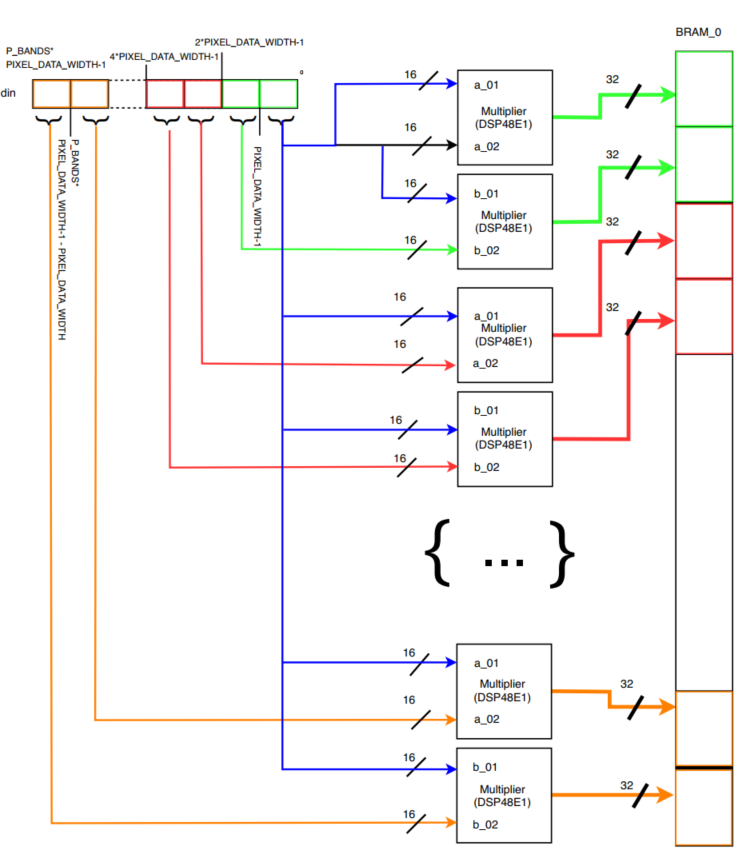 BRAM_0
2*PIXEL_DATA_WIDTH-1
P_BANDS*
PIXEL_DATA_WIDTH-1
4*PIXEL_DATA_WIDTH-1
0
din
P_BANDS*
PIXEL_DATA_WIDTH-1 - PIXEL_DATA_WIDTH
PIXEL_DATA_WIDTH-1
16
a_01
Multiplier
(DSP48E1)
16
a_02
32
16
b_01
Multiplier
(DSP48E1)
16
b_02
32
16
a_01
Multiplier
(DSP48E1)
16
a_02
32
16
b_01
Multiplier
(DSP48E1)
16
b_02
32
{ ... }
16
a_01
Multiplier
(DSP48E1)
16
a_02
32
16
b_01
Multiplier
(DSP48E1)
16
b_02
32